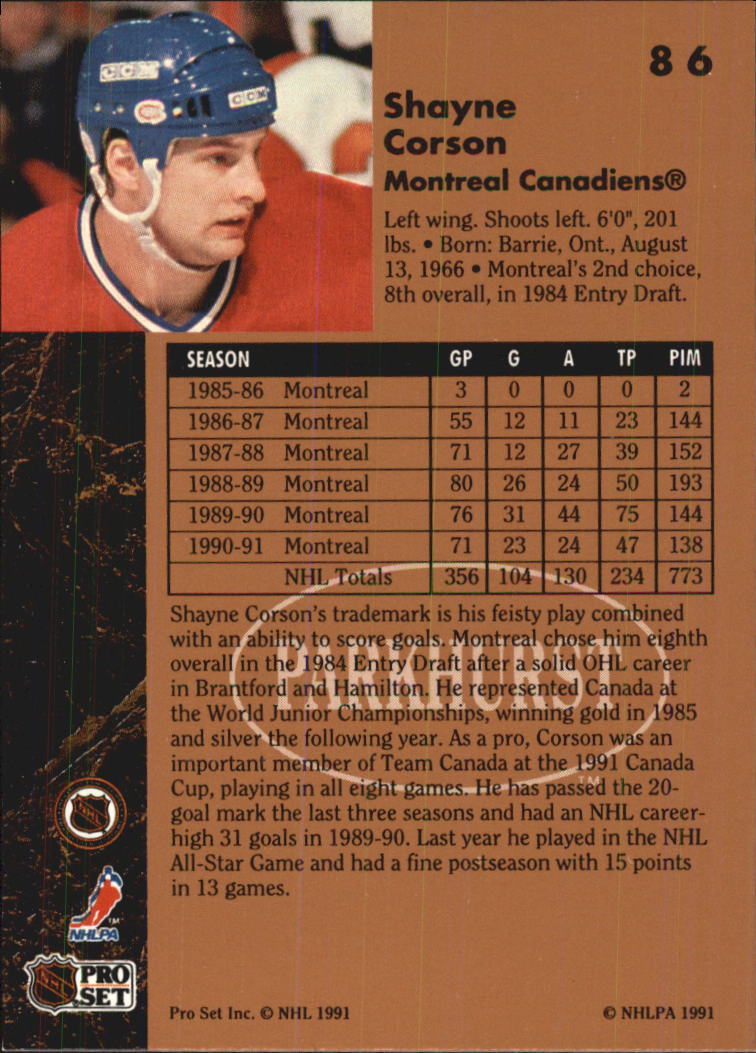 86
Shayne
Corson
Montreal Canadiens®
Left wing. Shoots left. 6'0", 201
lbs. • Born: Barrie, Ont., August
13, 1966 • Montreal's 2nd choice,
8th overall, in 1984 Entry Draft.
CCM
CCM
SEASON GP G A TP PIM
1985-86 Montreal 3 0 0 0 2
1986-87 Montreal 55 12 11 23 144
1987-88 Montreal 71 12 27 39 152
1988-89 Montreal 80 26 24 50 193
1989-90 Montreal 76 31 44 75 144
1990-91 Montreal 71 23 24 47 138
NHL Totals 356 104 130 234 773
Shayne Corson's trademark is his feisty play combined
with an ability to score goals. Montreal chose him eighth
overall in the 1984 Entry Draft after a solid OHL career
in Brantford and Hamilton. He represented Canada at
the World Junior Championships, winning gold in 1985
and silver the following year. As a pro, Corson was an
important member of Team Canada at the 1991 Canada
Cup, playing in all eight games. He has passed the 20-
goal mark the last three seasons and had an NHL career-
high 31 goals in 1989-90. Last year he played in the NHL
All-Star Game and had a fine postseason with 15 points
in 13 games.
PARKHURST
TM
NHL
TM
NHLPA
NHL PRO
SET
Pro Set Inc. © NHL 1991 © NHLPA 1991